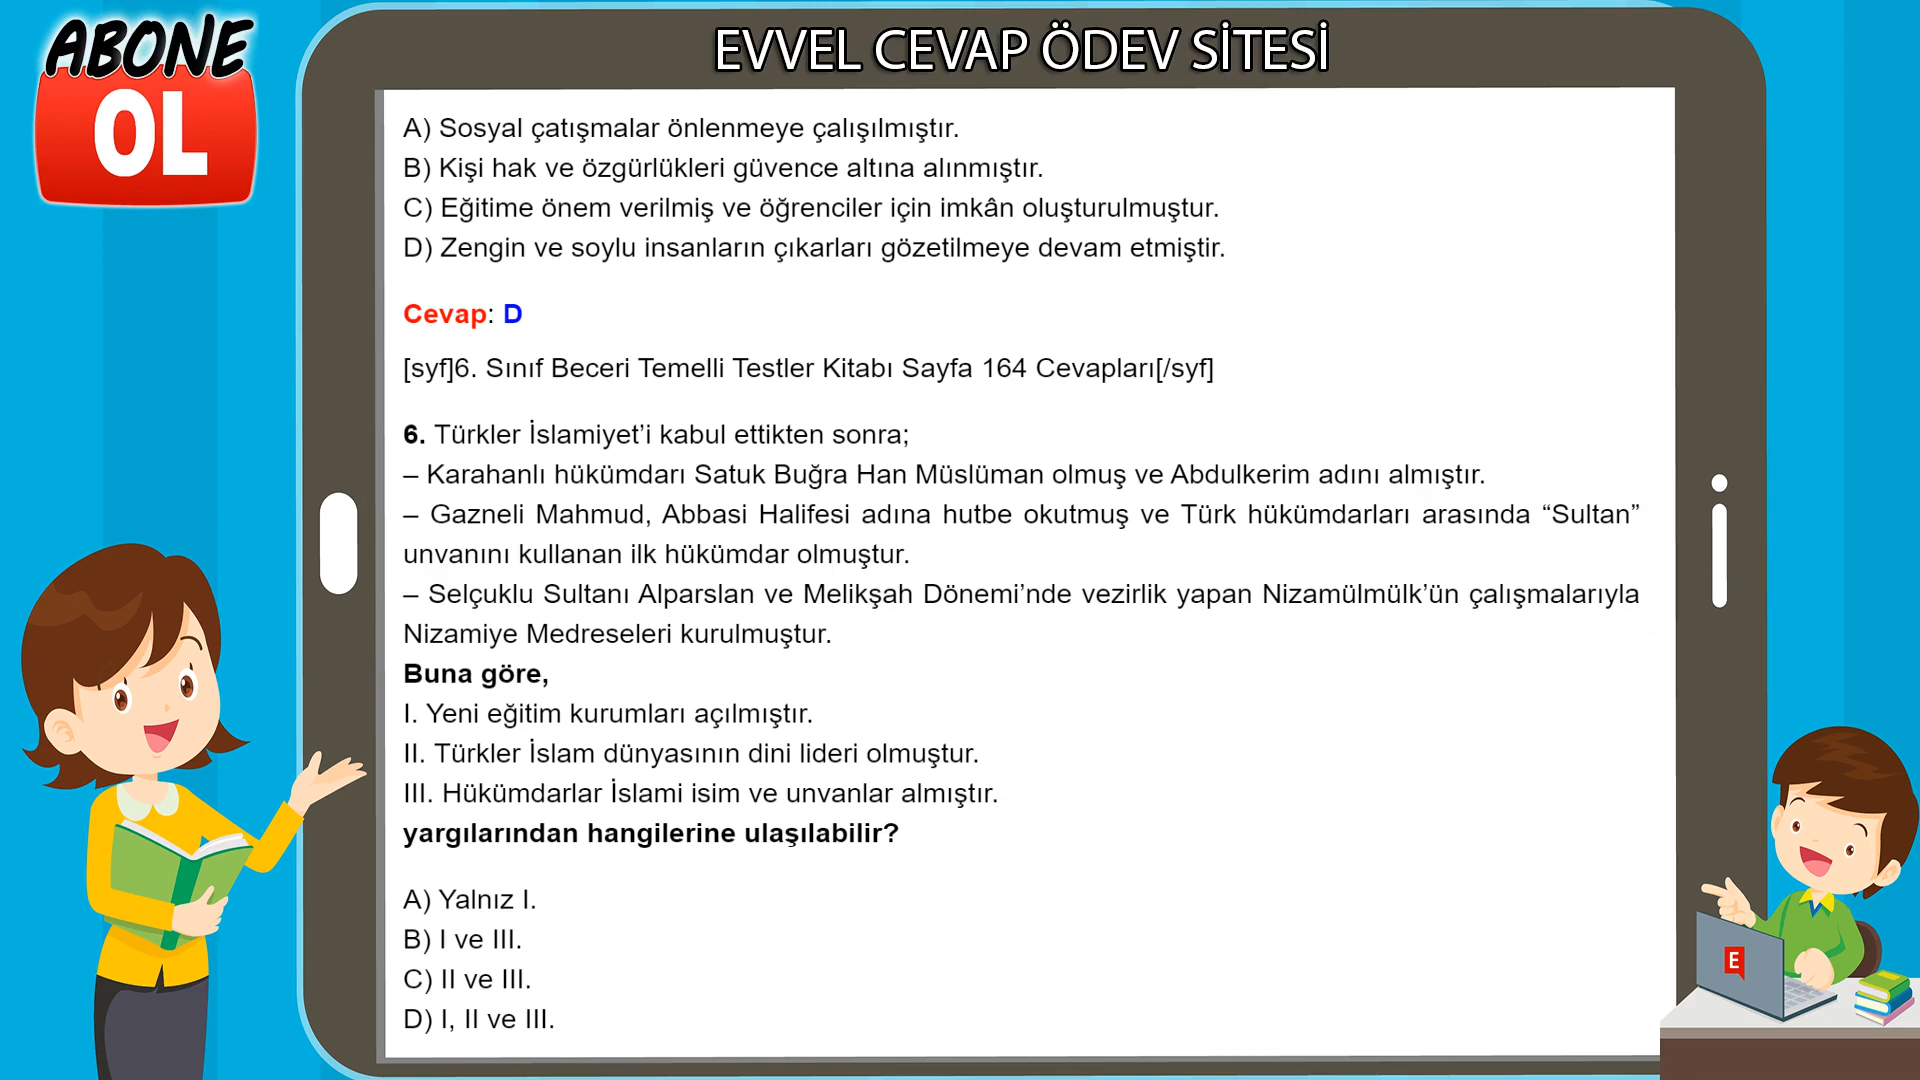 ABONE
OL
EVVEL CEVAP ÖDEV SİTESİ
A) Sosyal çatışmalar önlenmeye çalışılmıştır.
B) Kişi hak ve özgürlükleri güvence altına alınmıştır.
C) Eğitime önem verilmiş ve öğrenciler için imkân oluşturulmuştur.
D) Zengin ve soylu insanların çıkarları gözetilmeye devam etmiştir.
Cevap: D
[syf]6. Sınıf Beceri Temelli Testler Kitabı Sayfa 164 Cevapları[/syf]
6. Türkler İslamiyet’i kabul ettikten sonra;
– Karahanlı hükümdarı Satuk Buğra Han Müslüman olmuş ve Abdulkerim adını almıştır.
– Gazneli Mahmud, Abbasi Halifesi adına hutbe okutmuş ve Türk hükümdarları arasında “Sultan”
unvanını kullanan ilk hükümdar olmuştur.
– Selçuklu Sultanı Alparslan ve Melikşah Dönemi’nde vezirlik yapan Nizamülmülk’ün çalışmalarıyla
Nizamiye Medreseleri kurulmuştur.
Buna göre,
I. Yeni eğitim kurumları açılmıştır.
II. Türkler İslam dünyasının dini lideri olmuştur.
III. Hükümdarlar İslami isim ve unvanlar almıştır.
yargılarından hangilerine ulaşılabilir?
A) Yalnız I.
B) I ve III.
C) II ve III.
D) I, II ve III.
E